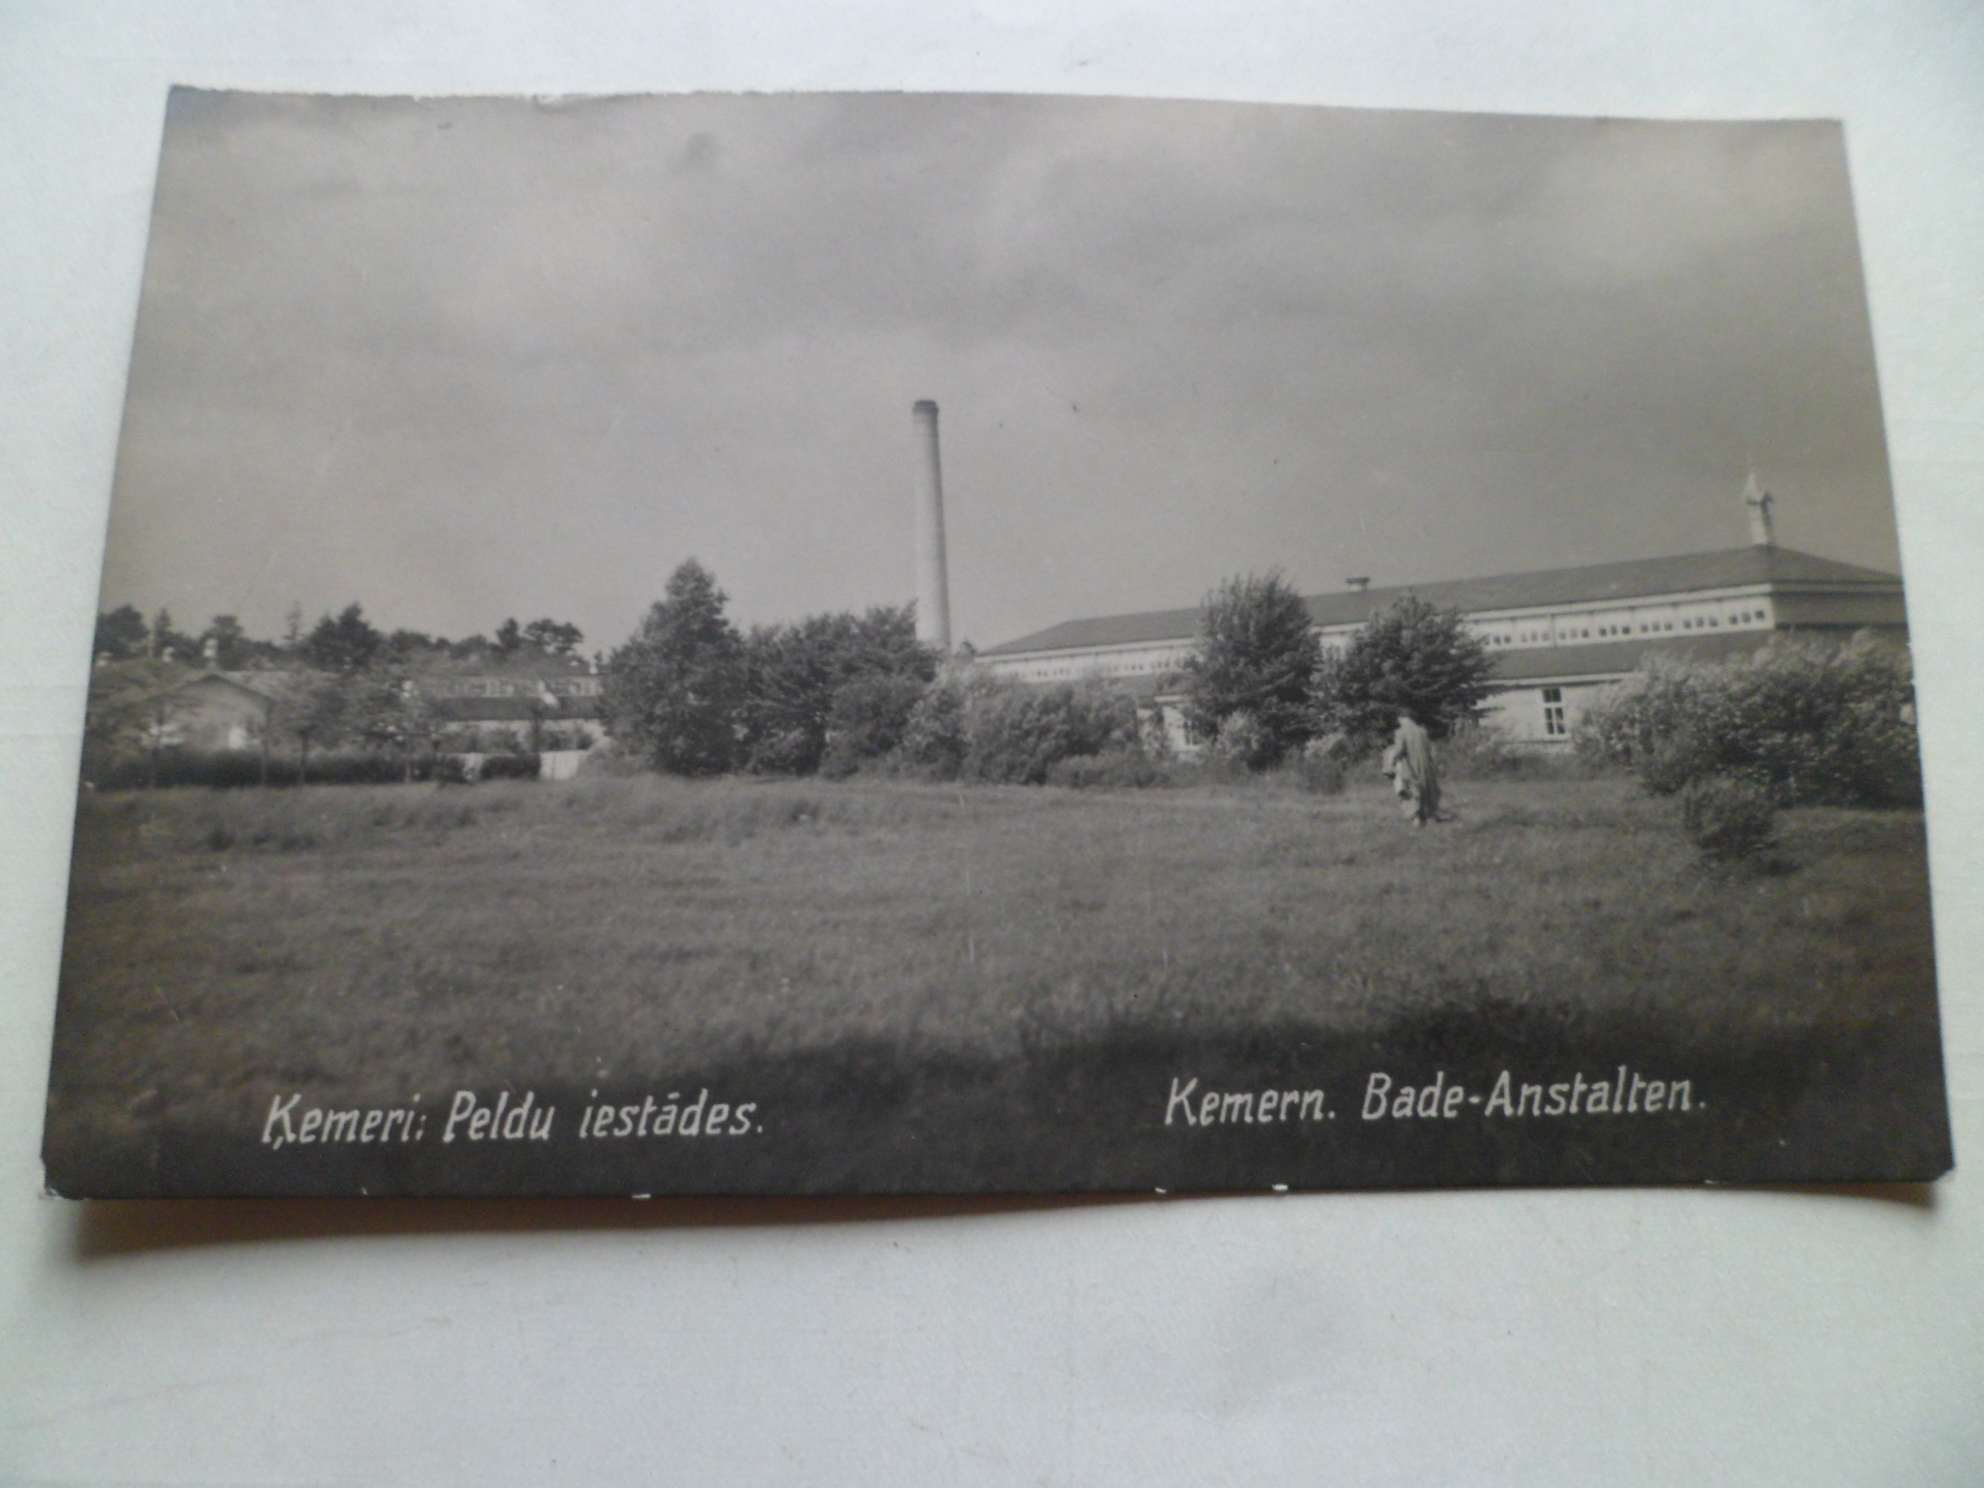 Ķemeri: Peldu iestādes.
Kemern. Bade-Anstalten.